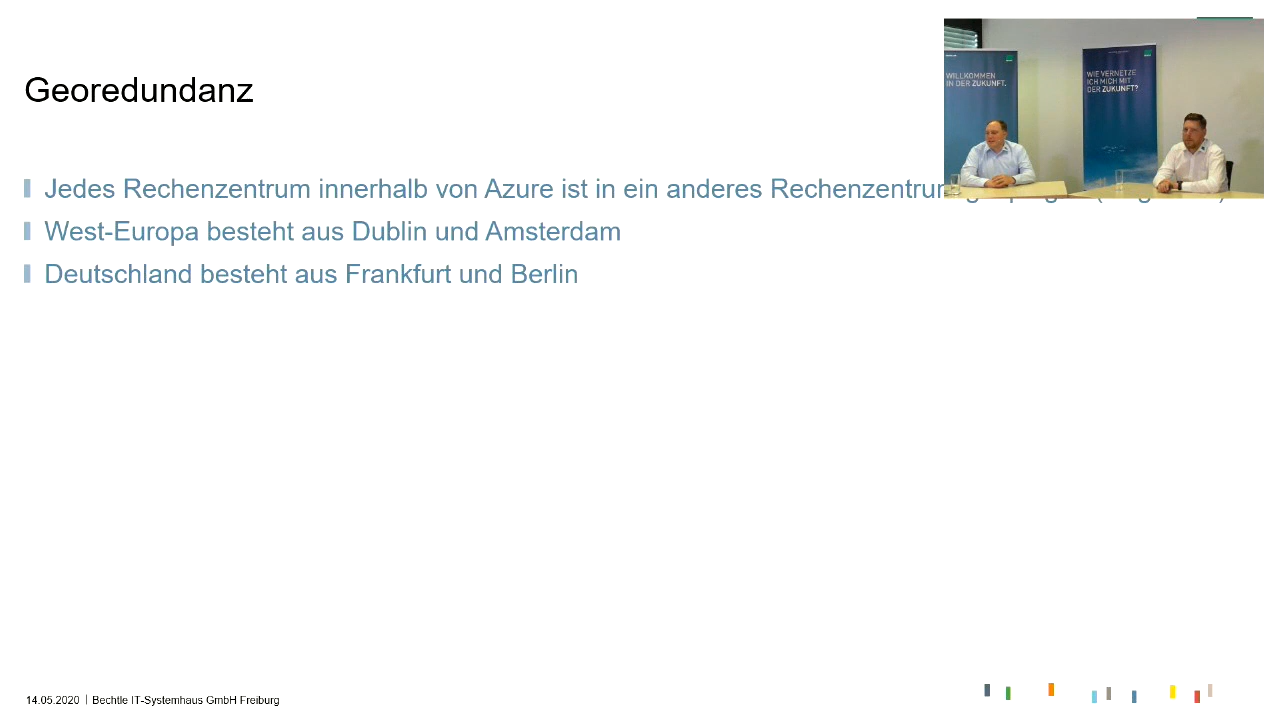 Georedundanz
WILLKOMMEN
IN DER ZUKUNFT.
WIE VERNETZE
ICH MICH MIT
DER ZUKUNFT?
Jedes Rechenzentrum innerhalb von Azure ist in ein anderes
West-Europa besteht aus Dublin und Amsterdam
Deutschland besteht aus Frankfurt und Berlin
14.05.2020 | Bechtle IT-Systemhaus GmbH Freiburg